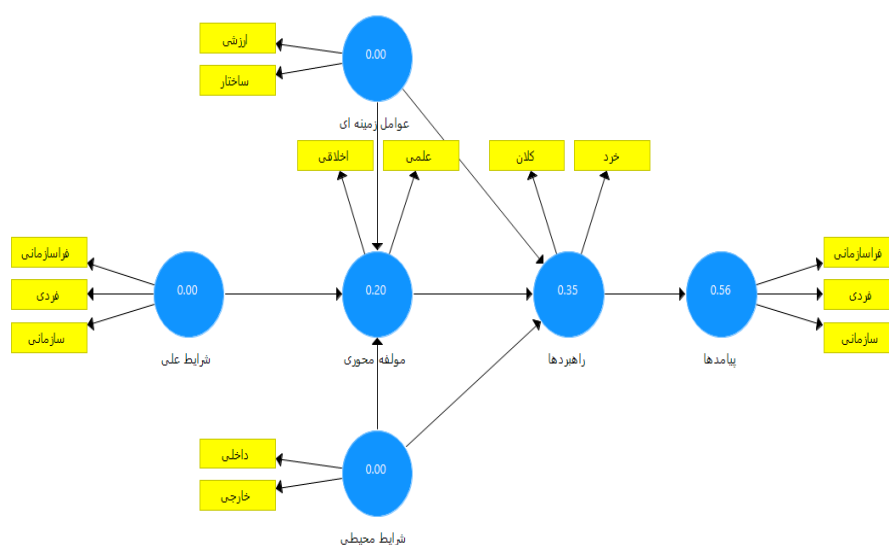 ارزشی
0.00
ساختار
عوامل زمینه ای
اخلاقی
علمی
کلان
خرد
فراسازمانی
فردی
سازمانی
0.00
شرایط علی
0.20
مولفه محوری
0.35
راهبردها
0.56
پیامدها
فراسازمانی
فردی
سازمانی
داخلی
0.00
خارجی
شرایط محیطی